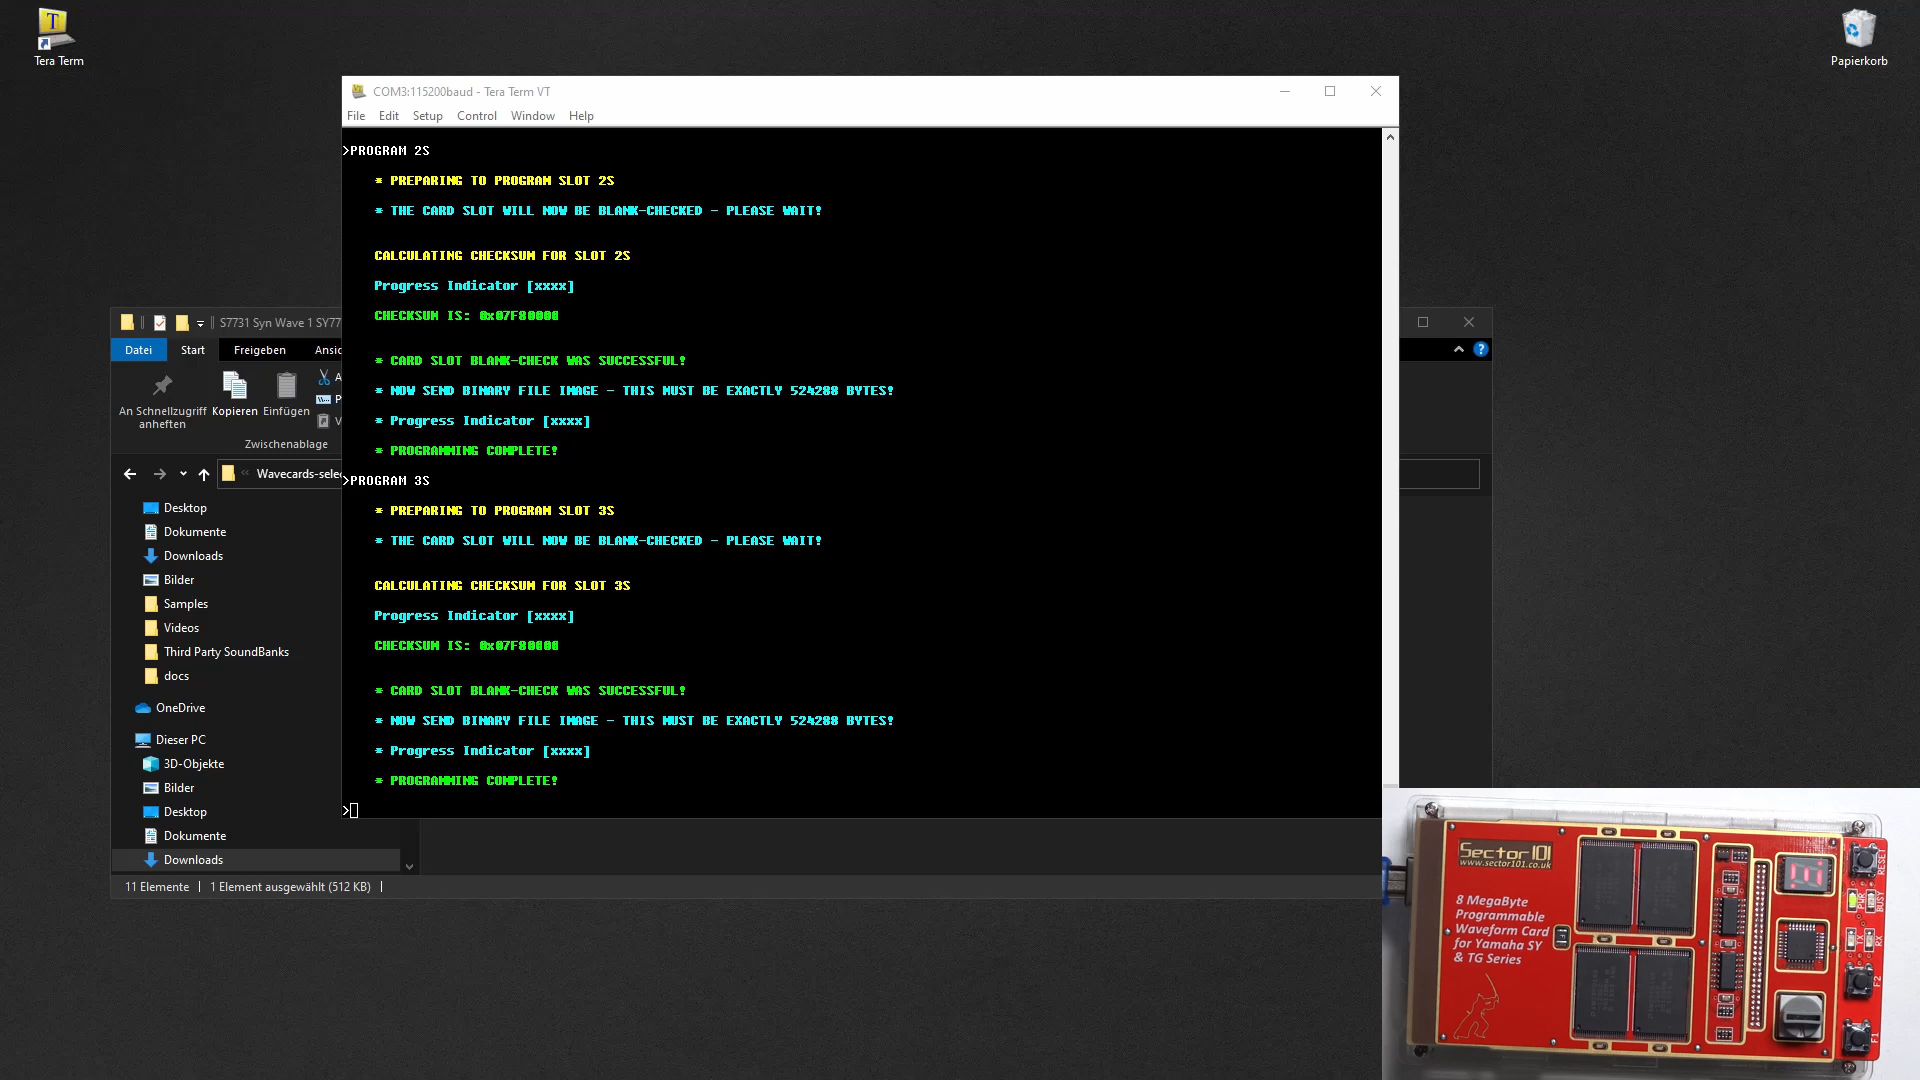 Tera Term
Papierkorb
COM3:115200baud - Tera Term VT
File Edit Setup Control Window Help
>PROGRAM 2S
* PREPARING TO PROGRAM SLOT 2S
* THE CARD SLOT WILL NOW BE BLANK-CHECKED - PLEASE WAIT!
CALCULATING CHECKSUM FOR SLOT 2S
Progress Indicator [xxxx]
CHECKSUM IS: 0x07F80000
* CARD SLOT BLANK-CHECK WAS SUCCESSFUL!
* NOW SEND BINARY FILE IMAGE - THIS MUST BE EXACTLY 524288 BYTES!
* Progress Indicator [xxxx]
* PROGRAMMING COMPLETE!
>PROGRAM 3S
* PREPARING TO PROGRAM SLOT 3S
* THE CARD SLOT WILL NOW BE BLANK-CHECKED - PLEASE WAIT!
CALCULATING CHECKSUM FOR SLOT 3S
Progress Indicator [xxxx]
CHECKSUM IS: 0x07F80000
* CARD SLOT BLANK-CHECK WAS SUCCESSFUL!
* NOW SEND BINARY FILE IMAGE - THIS MUST BE EXACTLY 524288 BYTES!
* Progress Indicator [xxxx]
* PROGRAMMING COMPLETE!
>
S7731 Syn Wave 1 SY77
Datei Start Freigeben Ansic
An Schnellzugriff anheften
Kopieren
Einfügen
Zwischenablage
Wavecards-selec
Desktop
Dokumente
Downloads
Bilder
Samples
Videos
Third Party SoundBanks
docs
OneDrive
Dieser PC
3D-Objekte
Bilder
Desktop
Dokumente
Downloads
11 Elemente
1 Element ausgewählt (512 KB)
Sector101
www.sector101.co.uk
8 MegaByte
Programmable
Waveform Card
for Yamaha SY
& TG Series
RESET
PWR
BUSY
TX
RX
F2
F1